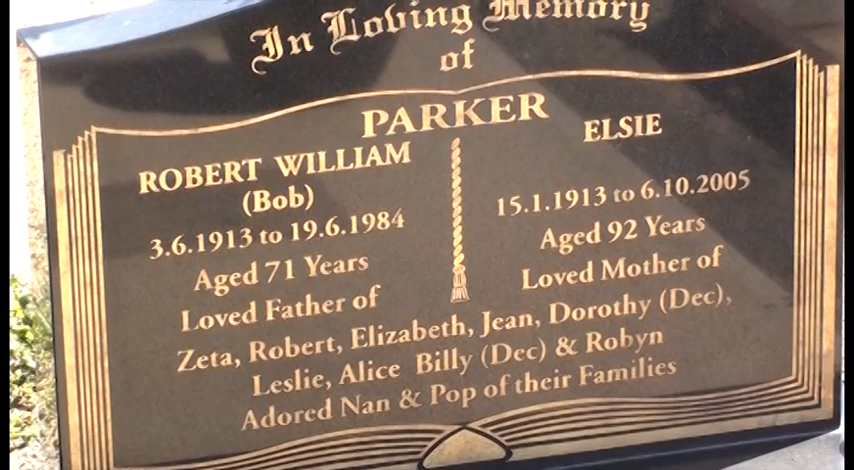 In Loving Memory
of
PARKER
ROBERT WILLIAM
(Bob)
3.6.1913 to 19.6.1984
Aged 71 Years
Loved Father of
ELSIE
15.1.1913 to 6.10.2005
Aged 92 Years
Loved Mother of
Zeta, Robert, Elizabeth, Jean, Dorothy (Dec),
Leslie, Alice Billy (Dec) & Robyn
Adored Nan & Pop of their Families